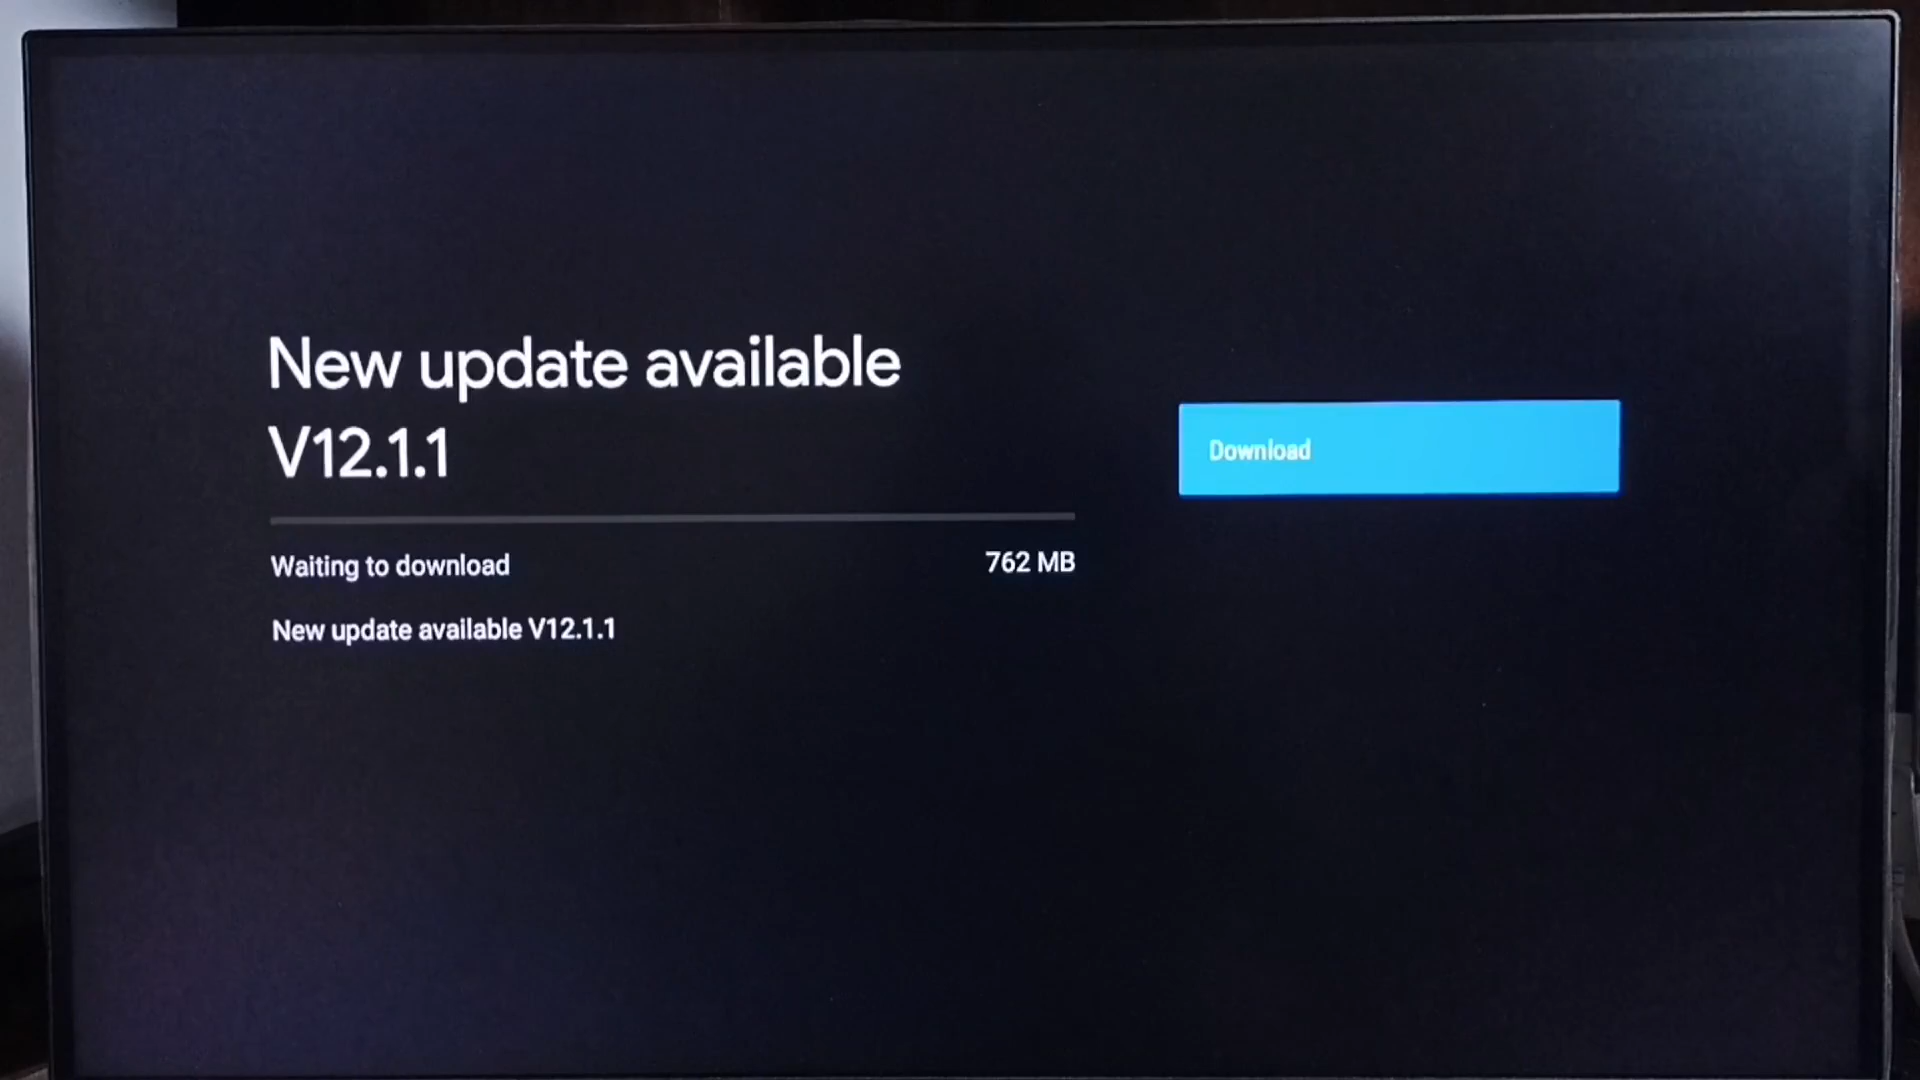 New update available
V12.1.1
Download
Waiting to download 762 MB
New update available V12.1.1